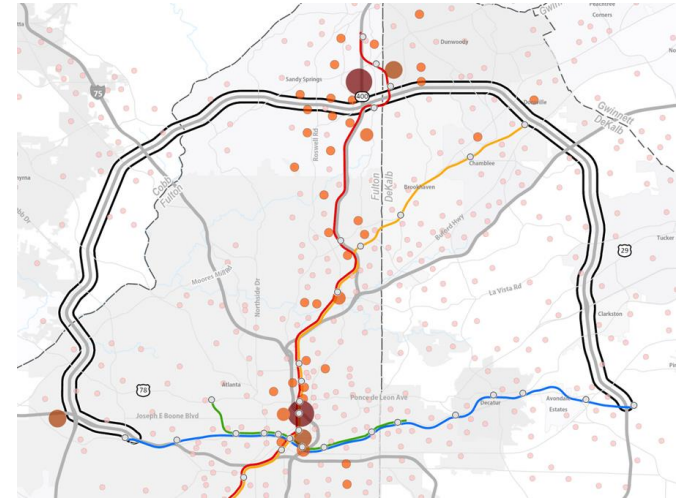 Peachtree
Corners
Dunwoody
Sandy Springs
75
400
Doraville
Gwinnett
DeKalb
Roswell Rd
Chamblee
Cobb
Fulton
Fulton
DeKalb
Brookhaven
Buford Hwy
Tucker
29
Moores Mill Rd
Northside Dr
La Vista Rd
Clarkston
78
Atlanta
Ponce de Leon Ave
Joseph E Boone Blvd
Decatur
Avondale
Estates